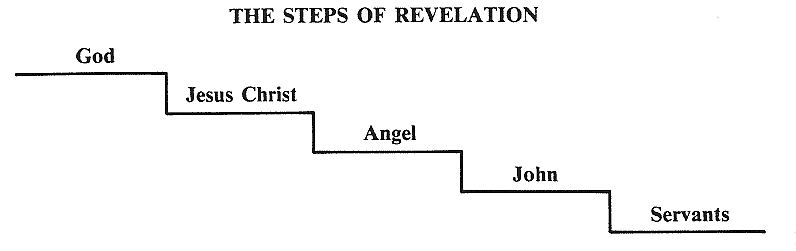 THE STEPS OF REVELATION
God
Jesus Christ
Angel
John
Servants